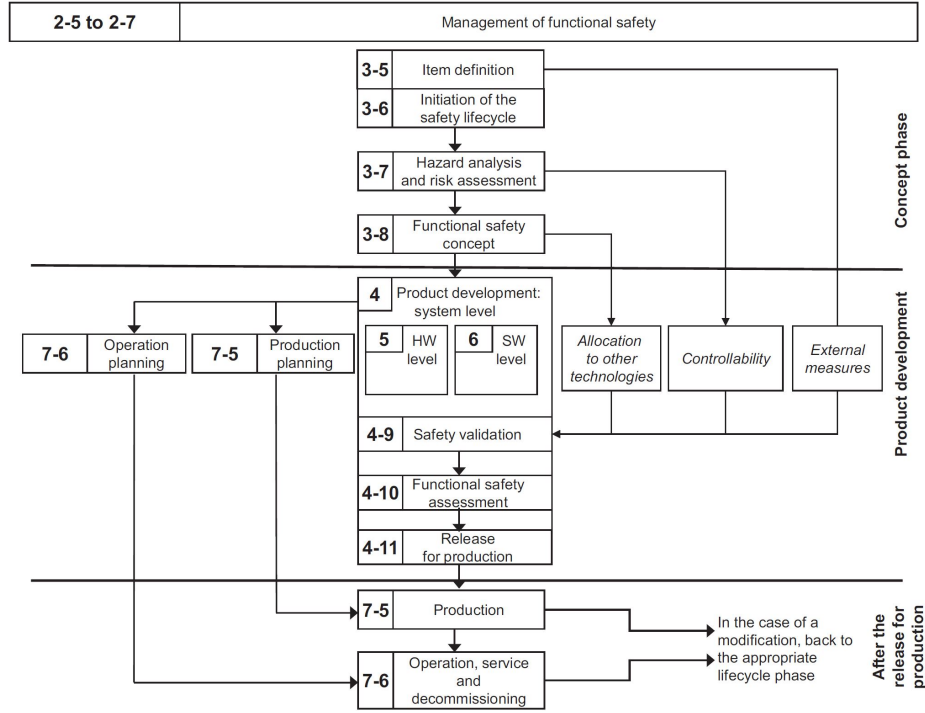 2-5 to 2-7
Management of functional safety
3-5
Item definition
3-6
Initiation of the
safety lifecycle
3-7
Hazard analysis
and risk assessment
3-8
Functional safety
concept
Concept phase
4
Product development:
system level
5
HW
level
6
SW
level
7-6
Operation
planning
7-5
Production
planning
Allocation
to other
technologies
Controllability
External
measures
4-9
Safety validation
4-10
Functional safety
assessment
4-11
Release
for production
Product development
7-5
Production
7-6
Operation, service
and
decommissioning
In the case of a
modification, back to
the appropriate
lifecycle phase
After the
release for
production